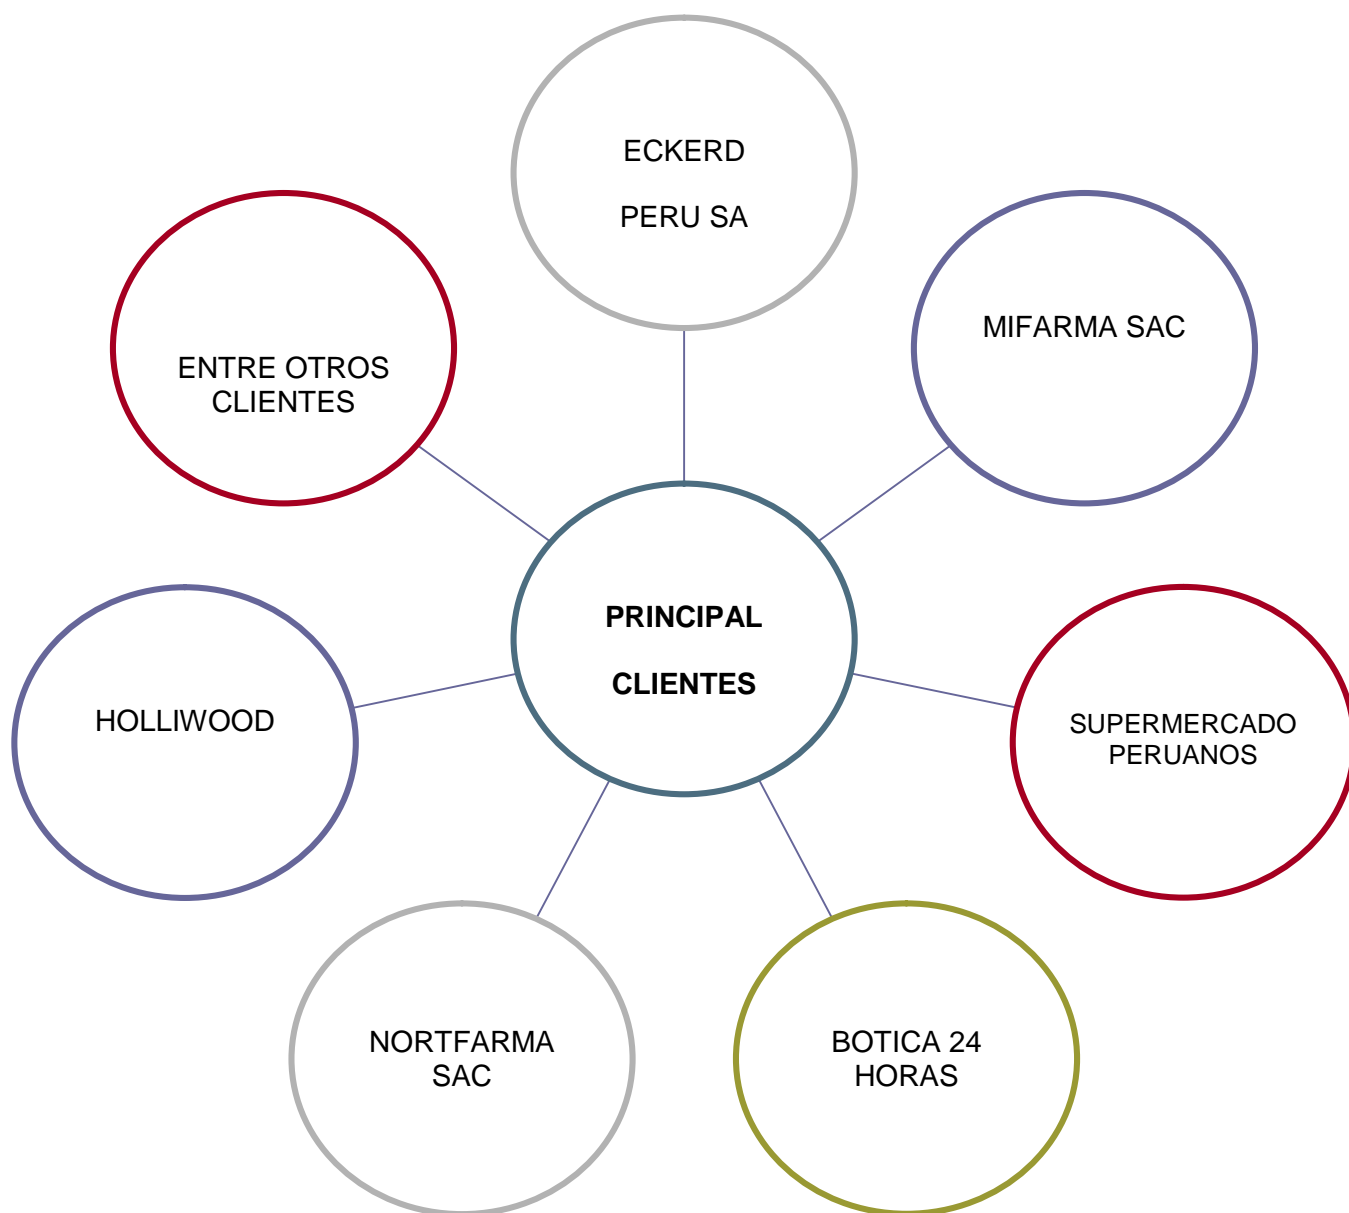 ECKERD
PERU SA
MIFARMA SAC
ENTRE OTROS
CLIENTES
PRINCIPAL
CLIENTES
HOLLIWOOD
SUPERMERCADO
PERUANOS
NORTFARMA
SAC
BOTICA 24
HORAS